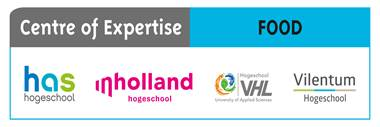 Centre of Expertise FOOD
has
hogeschool
inholland
hogeschool
Hogeschool
VHL
University of Applied Sciences
Vilentum
Hogeschool